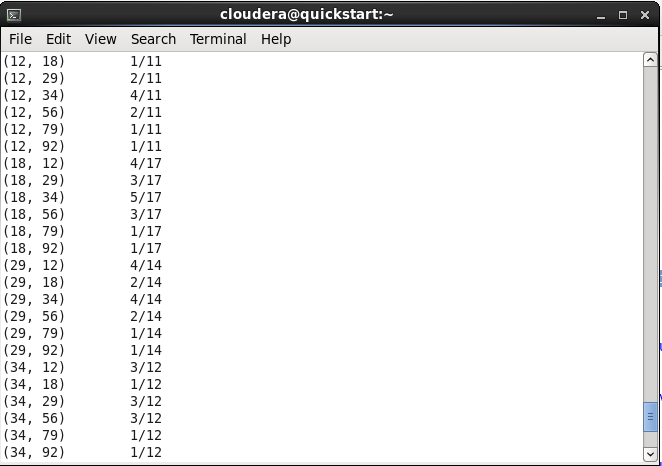 cloudera@quickstart:~
File Edit View Search Terminal Help
(12, 18) 1/11
(12, 29) 2/11
(12, 34) 4/11
(12, 56) 2/11
(12, 79) 1/11
(12, 92) 1/11
(18, 12) 4/17
(18, 29) 3/17
(18, 34) 5/17
(18, 56) 3/17
(18, 79) 1/17
(18, 92) 1/17
(29, 12) 4/14
(29, 18) 2/14
(29, 34) 4/14
(29, 56) 2/14
(29, 79) 1/14
(29, 92) 1/14
(34, 12) 3/12
(34, 18) 1/12
(34, 29) 3/12
(34, 56) 3/12
(34, 79) 1/12
(34, 92) 1/12